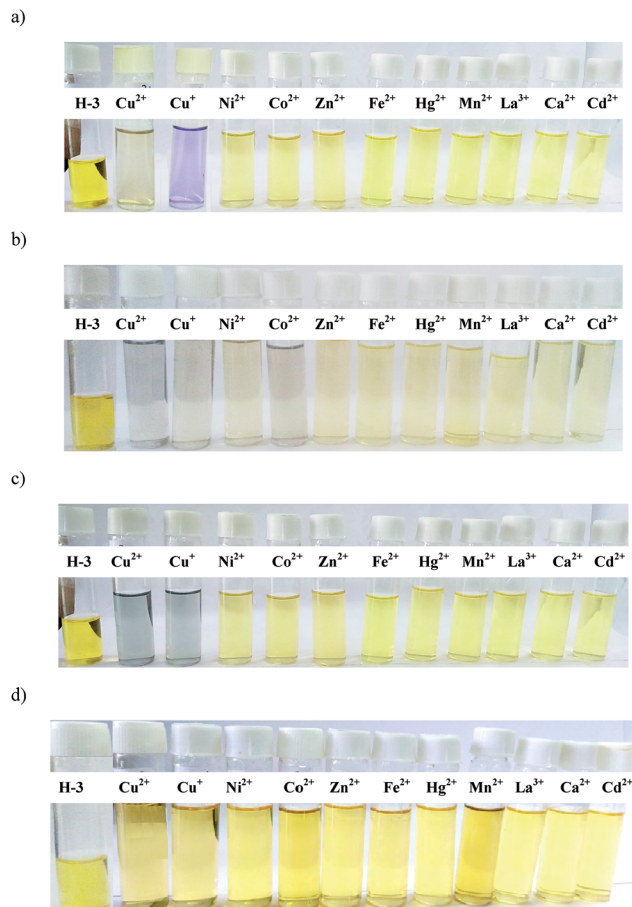 a)
H-3 Cu²⁺ Cu⁺ Ni²⁺ Co²⁺ Zn²⁺ Fe²⁺ Hg²⁺ Mn²⁺ La³⁺ Ca²⁺ Cd²⁺
b)
H-3 Cu²⁺ Cu⁺ Ni²⁺ Co²⁺ Zn²⁺ Fe²⁺ Hg²⁺ Mn²⁺ La³⁺ Ca²⁺ Cd²⁺
c)
H-3 Cu²⁺ Cu⁺ Ni²⁺ Co²⁺ Zn²⁺ Fe²⁺ Hg²⁺ Mn²⁺ La³⁺ Ca²⁺ Cd²⁺
d)
H-3 Cu²⁺ Cu⁺ Ni²⁺ Co²⁺ Zn²⁺ Fe²⁺ Hg²⁺ Mn²⁺ La³⁺ Ca²⁺ Cd²⁺